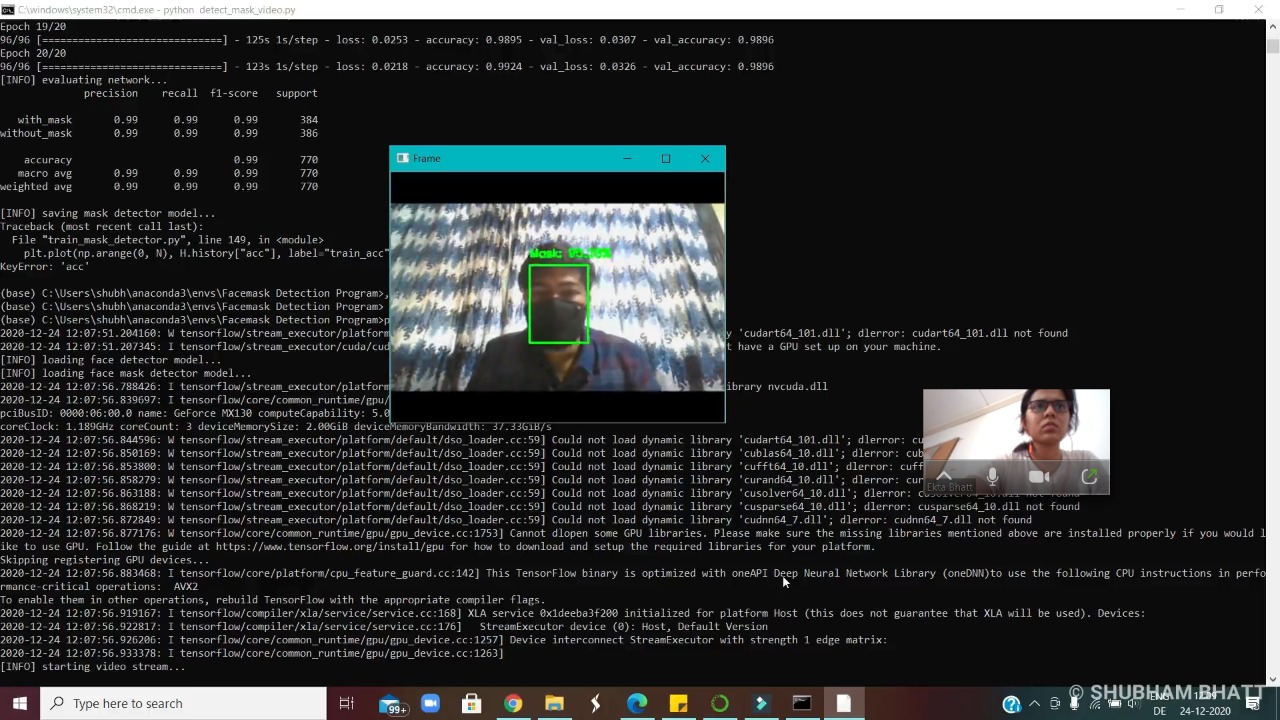 C:\windows\system32\cmd.exe - python  detect_mask_video.py
Epoch 19/20
96/96 [==============================] - 125s 1s/step - loss: 0.0253 - accuracy: 0.9895 - val_loss: 0.0307 - val_accuracy: 0.9896
Epoch 20/20
96/96 [==============================] - 123s 1s/step - loss: 0.0218 - accuracy: 0.9924 - val_loss: 0.0326 - val_accuracy: 0.9896
[INFO] evaluating network...
precision    recall  f1-score   support
with_mask       0.99      0.99      0.99       384
without_mask       0.99      0.99      0.99       386
accuracy                           0.99       770
macro avg       0.99      0.99      0.99       770
weighted avg       0.99      0.99      0.99       770
[INFO] saving mask detector model...
Traceback (most recent call last):
File "train_mask_detector.py", line 149, in <module>
plt.plot(np.arange(0, N), H.history["acc"], label="train_acc"
KeyError: 'acc'
(base) C:\Users\shubh\anaconda3\envs\Facemask Detection Program>,
(base) C:\Users\shubh\anaconda3\envs\Facemask Detection Program>
(base) C:\Users\shubh\anaconda3\envs\Facemask Detection Program>p
2020-12-24 12:07:51.204160: W tensorflow/stream_executor/platform ry 'cudart64_101.dll'; dlerror: cudart64_101.dll not found
2020-12-24 12:07:51.207345: I tensorflow/stream_executor/cuda/cud t have a GPU set up on your machine.
[INFO] loading face detector model...
[INFO] loading face mask detector model...
2020-12-24 12:07:56.788426: I tensorflow/stream_executor/platform ibrary nvcuda.dll
2020-12-24 12:07:56.839697: I tensorflow/core/common_runtime/gpu/
pciBusID: 0000:06:00.0 name: GeForce MX130 computeCapability: 5.0
coreClock: 1.189GHz coreCount: 3 deviceMemorySize: 2.00GiB deviceMemoryBandwidth: 37.33GiB/s
2020-12-24 12:07:56.844596: W tensorflow/stream_executor/platform/default/dso_loader.cc:59] Could not load dynamic library 'cudart64_101.dll'; dlerror: cu
2020-12-24 12:07:56.850169: W tensorflow/stream_executor/platform/default/dso_loader.cc:59] Could not load dynamic library 'cublas64_10.dll'; dlerror: cub
2020-12-24 12:07:56.853800: W tensorflow/stream_executor/platform/default/dso_loader.cc:59] Could not load dynamic library 'cufft64_10.dll'; dlerror: cuff
2020-12-24 12:07:56.858279: W tensorflow/stream_executor/platform/default/dso_loader.cc:59] Could not load dynamic library 'curand64_10.dll'; dlerror: cu
2020-12-24 12:07:56.863188: W tensorflow/stream_executor/platform/default/dso_loader.cc:59] Could not load dynamic library 'cusolver64_10.dll'; dlerror: cusolver64_10.dll not found
2020-12-24 12:07:56.868219: W tensorflow/stream_executor/platform/default/dso_loader.cc:59] Could not load dynamic library 'cusparse64_10.dll'; dlerror: cusparse64_10.dll not found
2020-12-24 12:07:56.872849: W tensorflow/stream_executor/platform/default/dso_loader.cc:59] Could not load dynamic library 'cudnn64_7.dll'; dlerror: cudnn64_7.dll not found
2020-12-24 12:07:56.877176: W tensorflow/core/common_runtime/gpu/gpu_device.cc:1753] Cannot dlopen some GPU libraries. Please make sure the missing libraries mentioned above are installed properly if you would l
ike to use GPU. Follow the guide at https://www.tensorflow.org/install/gpu for how to download and setup the required libraries for your platform.
Skipping registering GPU devices...
2020-12-24 12:07:56.883468: I tensorflow/core/platform/cpu_feature_guard.cc:142] This TensorFlow binary is optimized with oneAPI Deep Neural Network Library (oneDNN)to use the following CPU instructions in perfo
rmance-critical operations:  AVX2
To enable them in other operations, rebuild TensorFlow with the appropriate compiler flags.
2020-12-24 12:07:56.919167: I tensorflow/compiler/xla/service/service.cc:168] XLA service 0x1deeba3f200 initialized for platform Host (this does not guarantee that XLA will be used). Devices:
2020-12-24 12:07:56.922817: I tensorflow/compiler/xla/service/service.cc:176]   StreamExecutor device (0): Host, Default Version
2020-12-24 12:07:56.926206: I tensorflow/core/common_runtime/gpu/gpu_device.cc:1257] Device interconnect StreamExecutor with strength 1 edge matrix:
2020-12-24 12:07:56.933378: I tensorflow/core/common_runtime/gpu/gpu_device.cc:1263]
[INFO] starting video stream...
Frame
Mask:
Ekta Bhatt
Type here to search
99+
ENG
DE
24-12-2020
© SHUBHAM BHATT